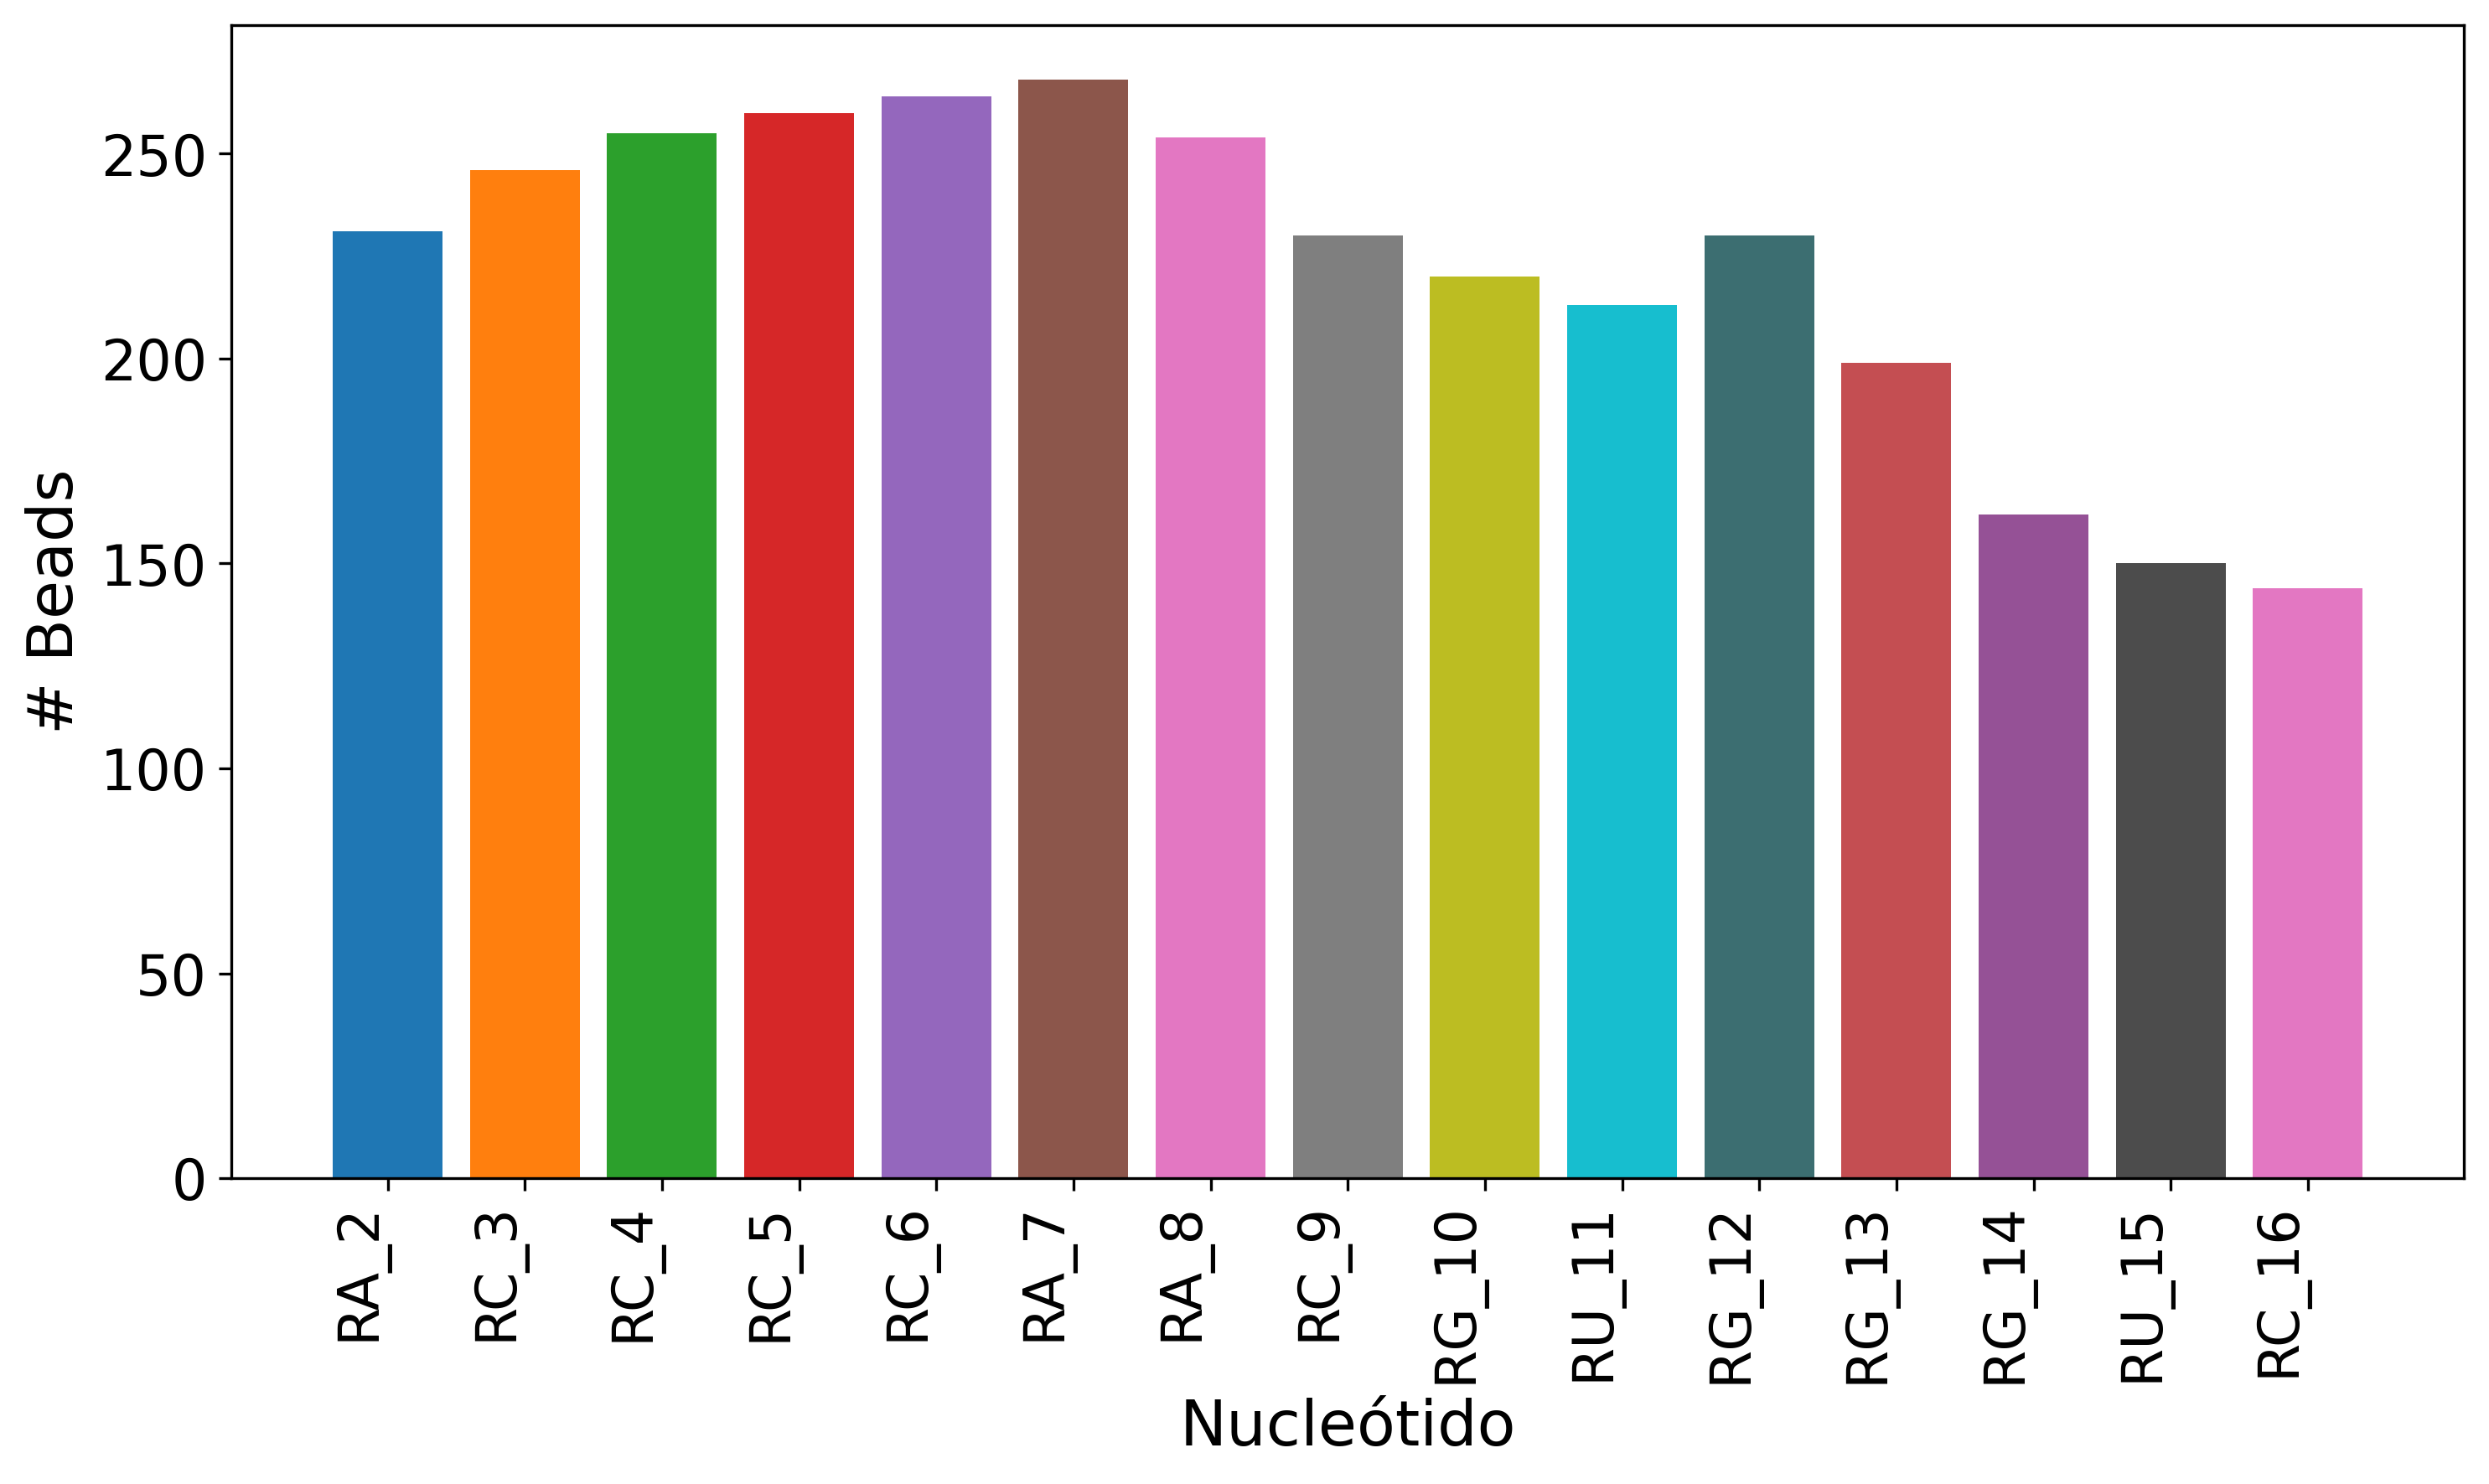 # Beads
250
200
150
100
50
0
RA_2
RC_3
RC_4
RC_5
RC_6
RA_7
RA_8
RC_9
RG_10
RU_11
RG_12
RG_13
RG_14
RU_15
RC_16
Nucleótido